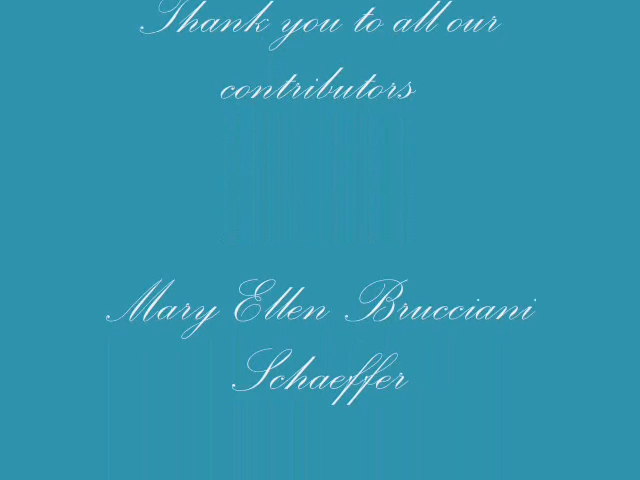 Thank you to all our
contributors
Mary Ellen Brucciani
Schaeffer